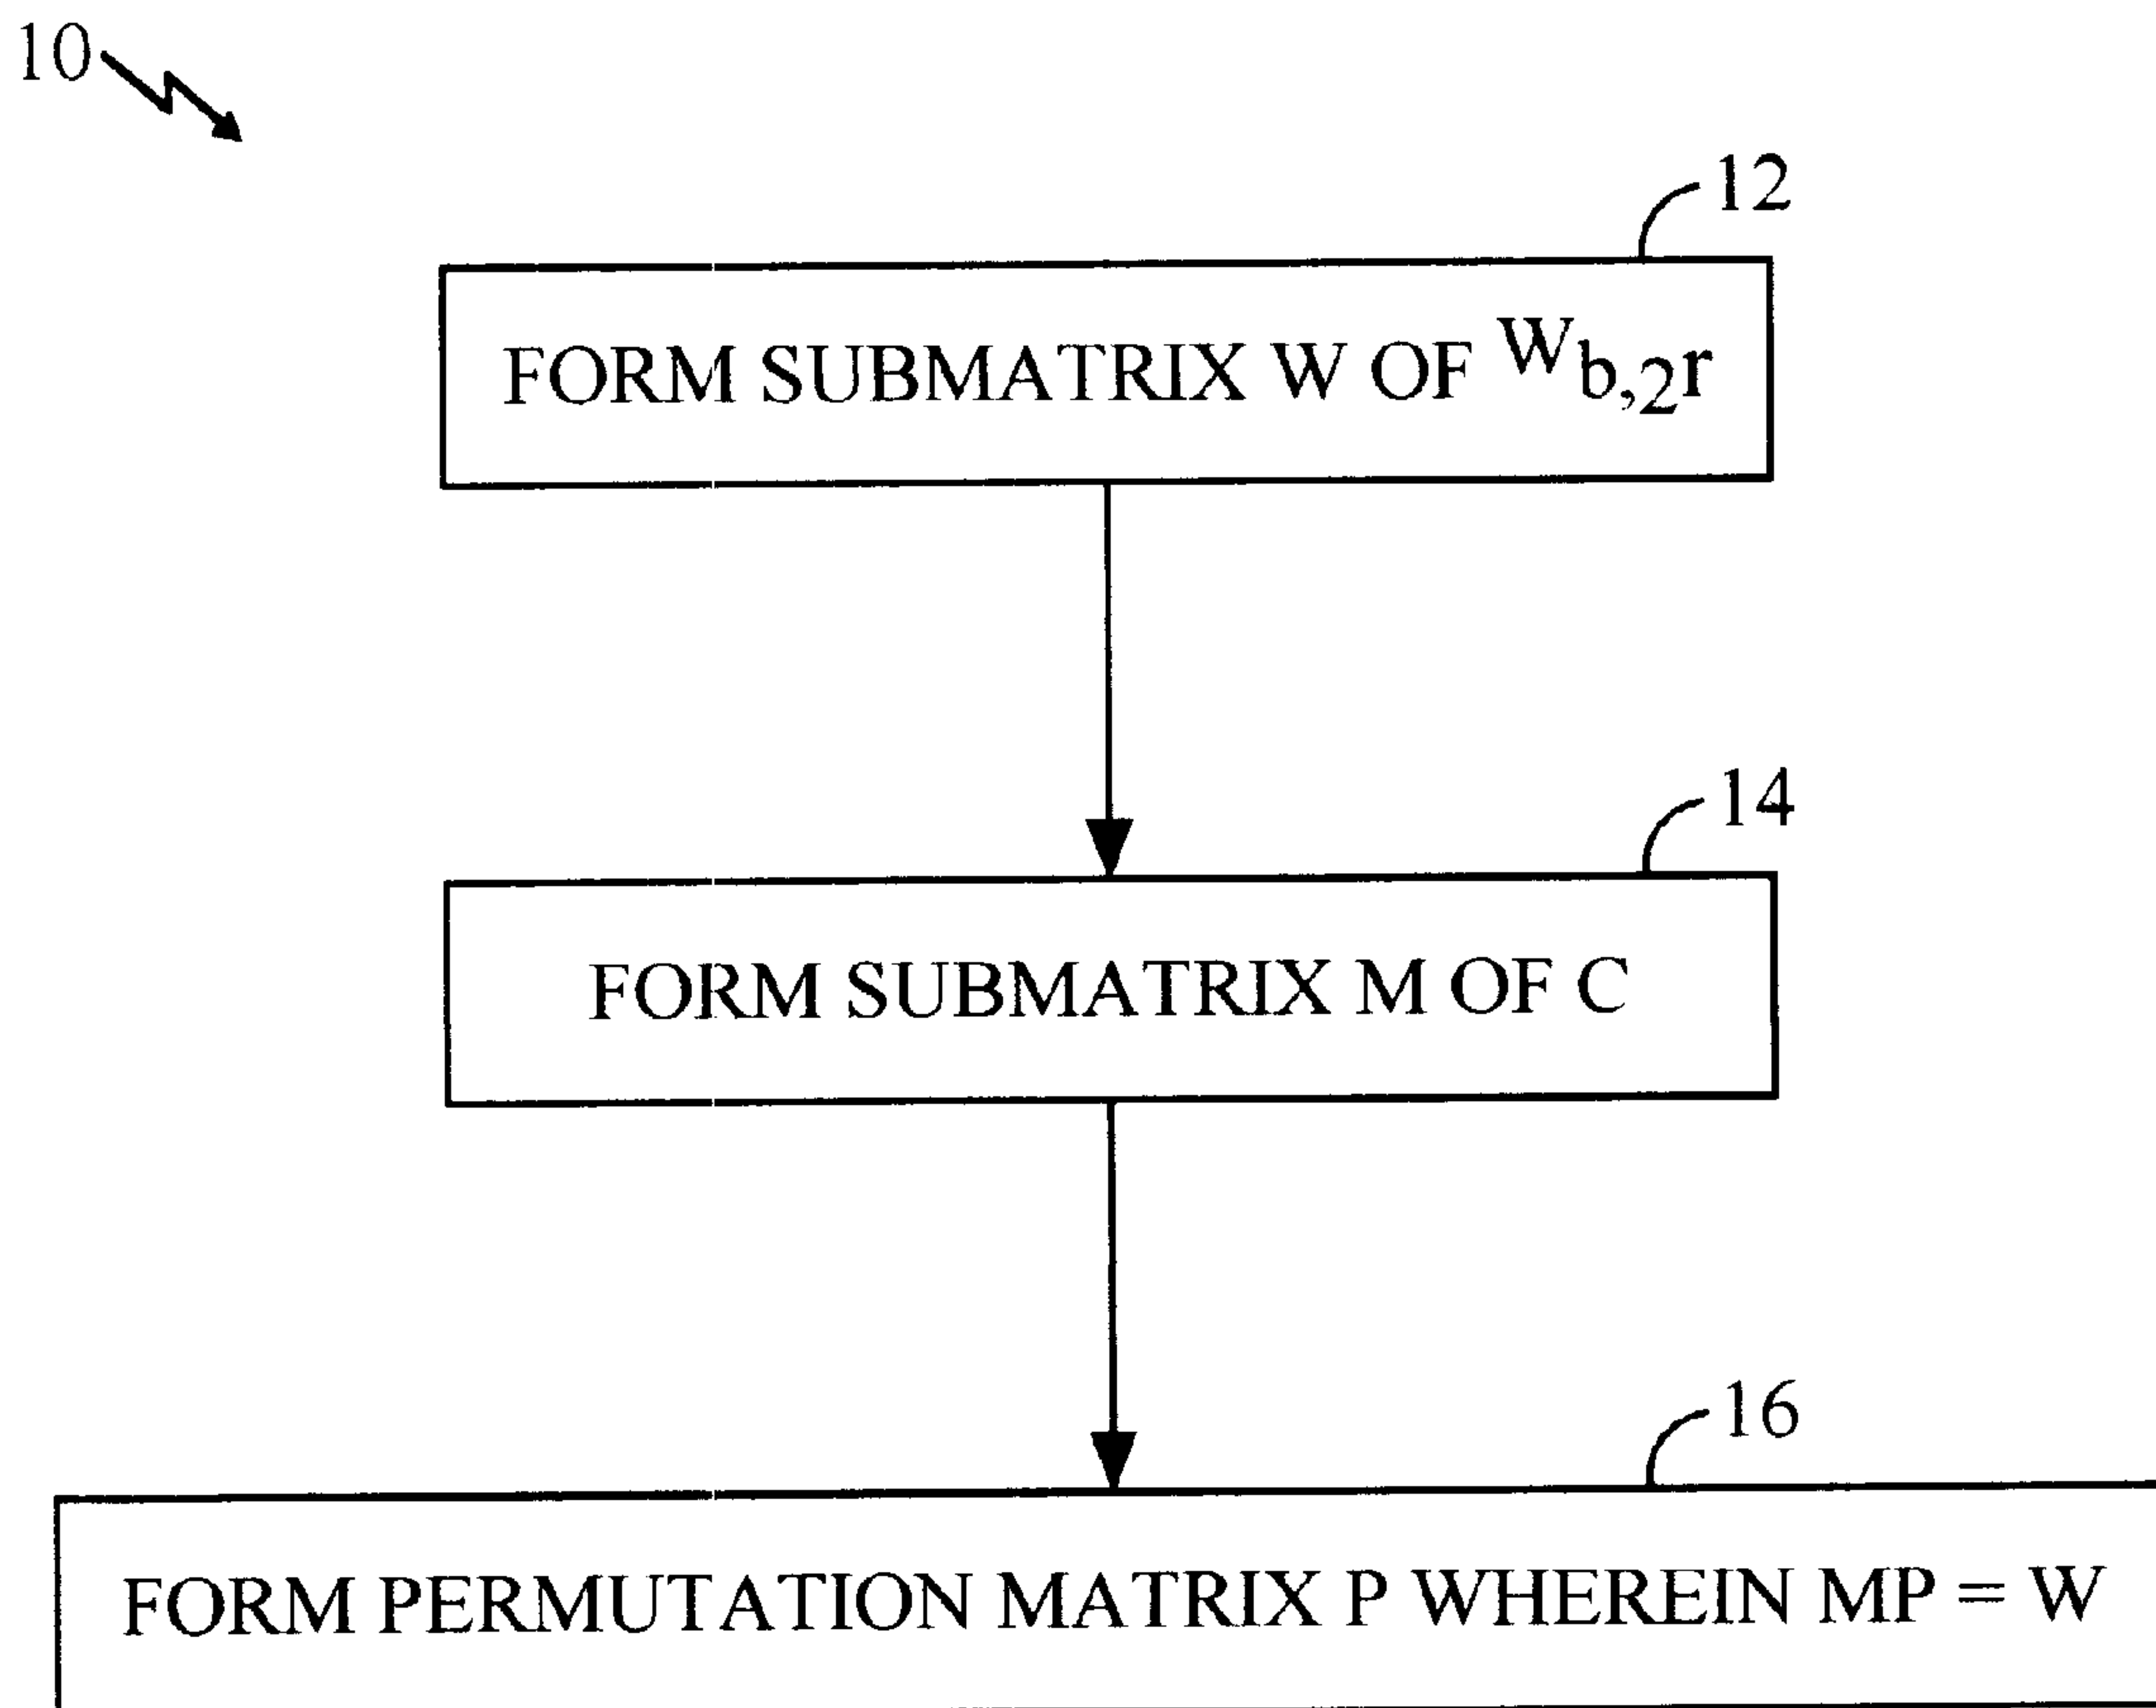 10
12
FORM SUBMATRIX W OF Wb,2r
14
FORM SUBMATRIX M OF C
16
FORM PERMUTATION MATRIX P WHEREIN MP = W